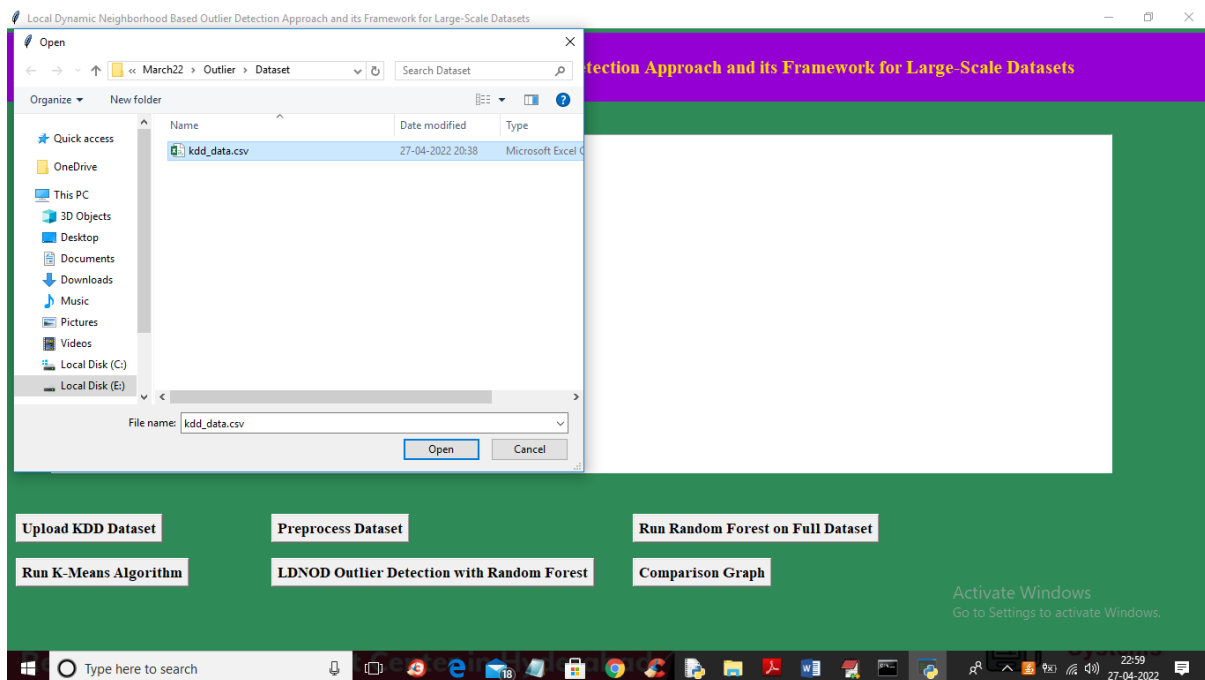 Local Dynamic Neighborhood Based Outlier Detection Approach and its Framework for Large-Scale Datasets
Open
tection Approach and its Framework for Large-Scale Datasets
« March22 › Outlier › Dataset
Search Dataset
Organize
New folder
Name
Date modified
Type
Quick access
kdd_data.csv
27-04-2022 20:38
Microsoft Excel C
OneDrive
This PC
3D Objects
Desktop
Documents
Downloads
Music
Pictures
Videos
Local Disk (C:)
Local Disk (E:)
File name:
kdd_data.csv
Open
Cancel
Upload KDD Dataset
Preprocess Dataset
Run Random Forest on Full Dataset
Run K-Means Algorithm
LDNOD Outlier Detection with Random Forest
Comparison Graph
Activate Windows
Go to Settings to activate Windows.
Type here to search
18
22:59
27-04-2022